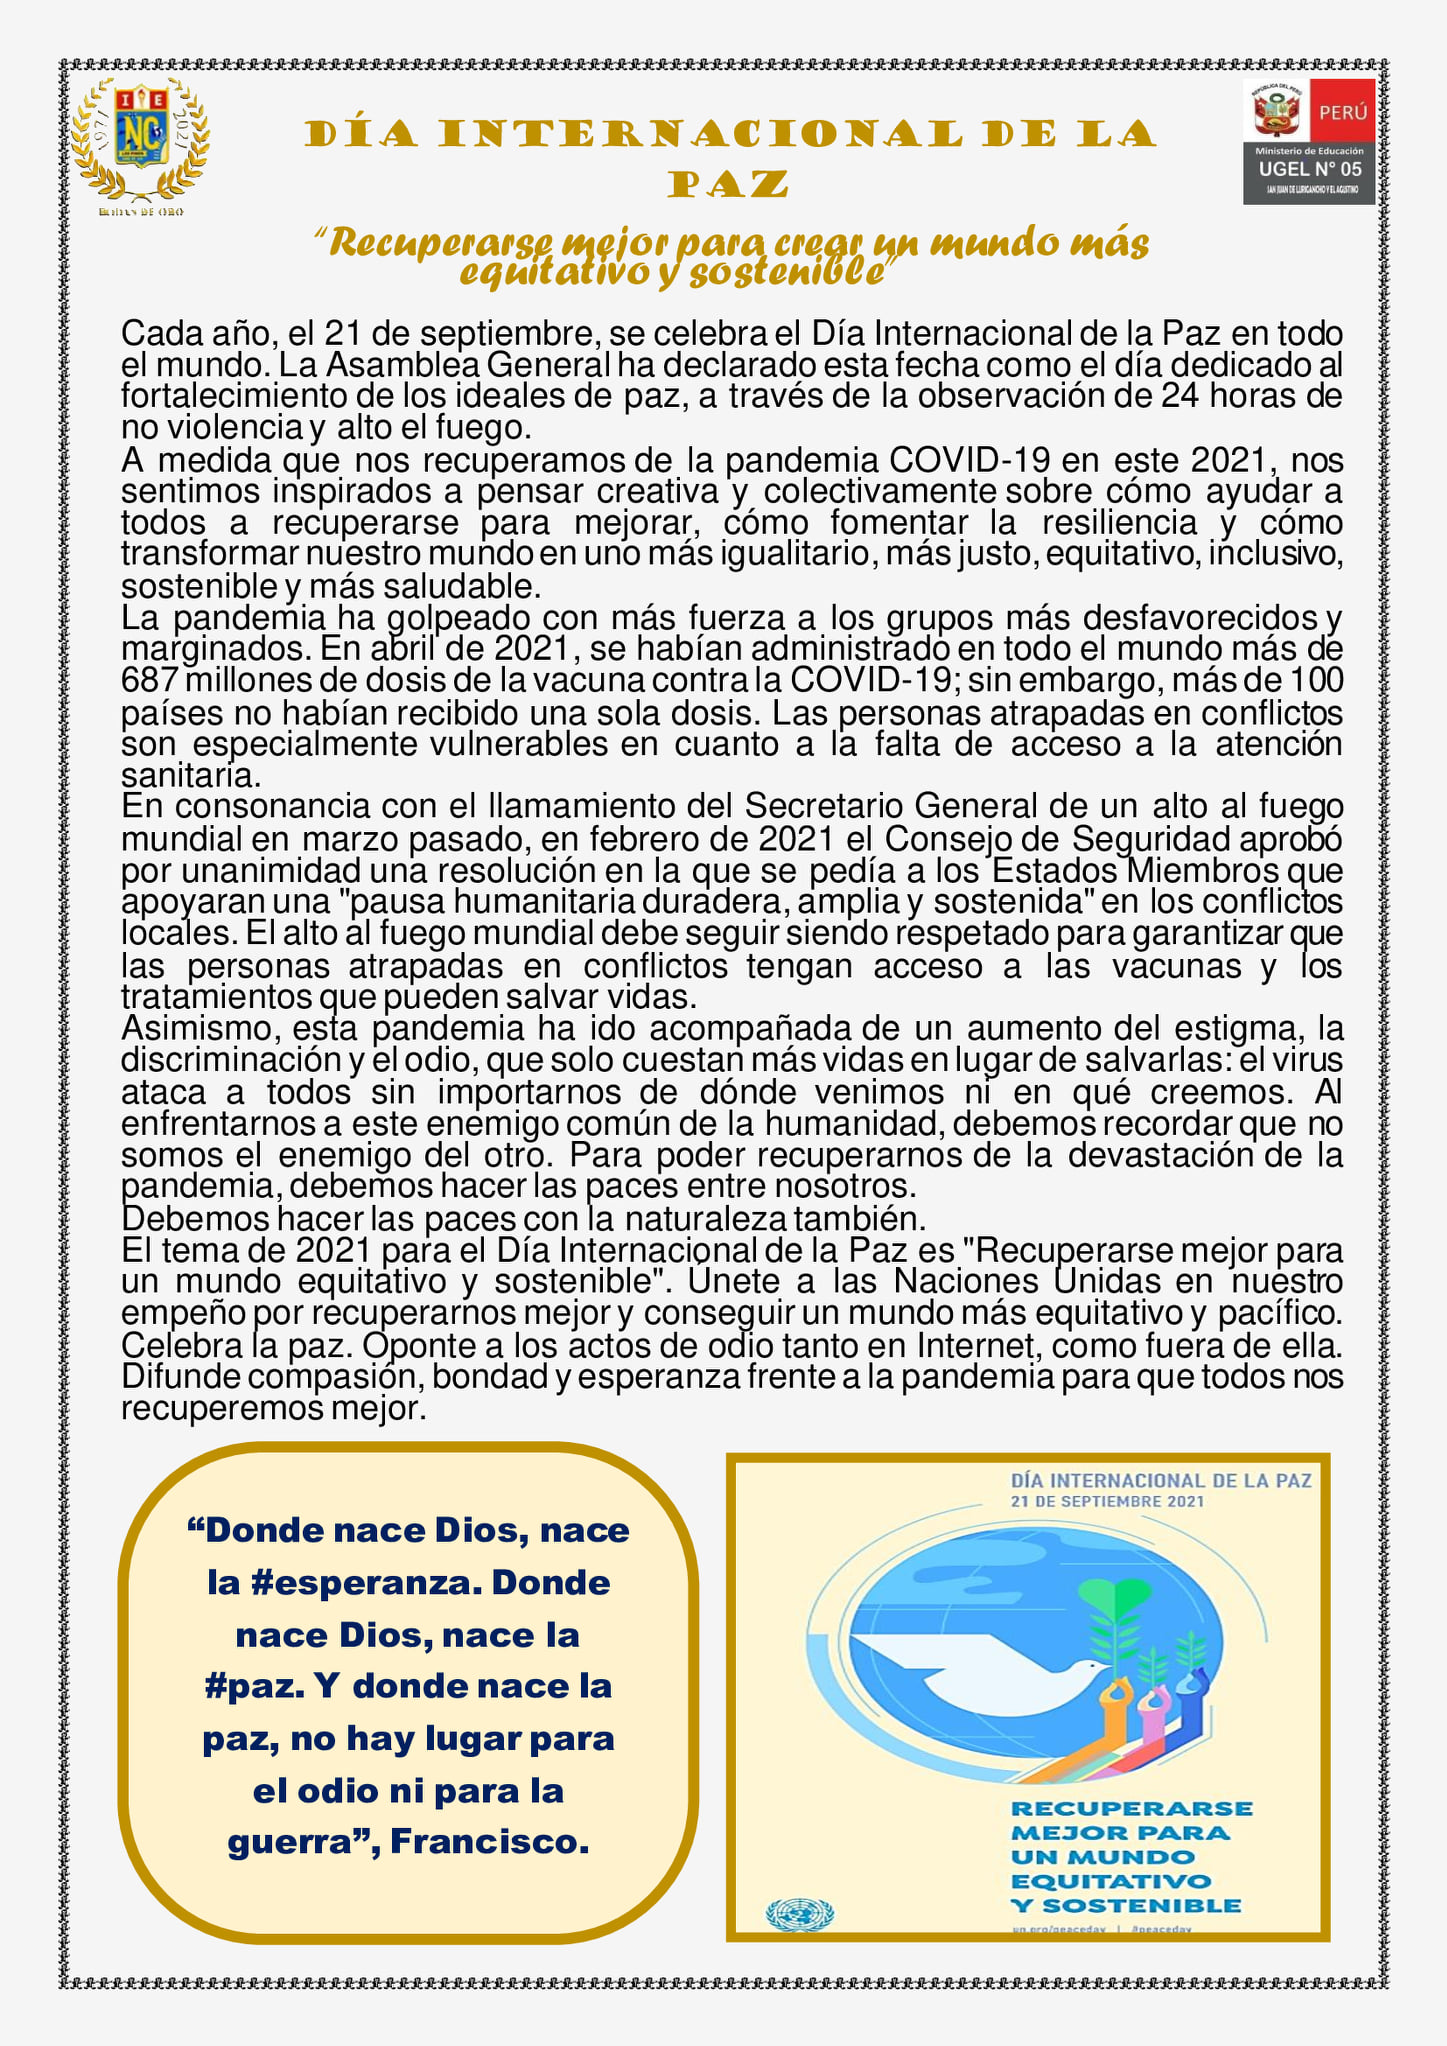 I E
NC
1971 2021
BODAS DE ORO
REPÚBLICA DEL PERÚ
PERÚ
Ministerio de Educación
UGEL N° 05
SAN JUAN DE LURIGANCHO Y EL AGUSTINO
DÍA INTERNACIONAL DE LA
PAZ
“Recuperarse mejor para crear un mundo más
equitativo y sostenible”
Cada año, el 21 de septiembre, se celebra el Día Internacional de la Paz en todo
el mundo. La Asamblea General ha declarado esta fecha como el día dedicado al
fortalecimiento de los ideales de paz, a través de la observación de 24 horas de
no violencia y alto el fuego.
A medida que nos recuperamos de la pandemia COVID-19 en este 2021, nos
sentimos inspirados a pensar creativa y colectivamente sobre cómo ayudar a
todos a recuperarse para mejorar, cómo fomentar la resiliencia y cómo
transformar nuestro mundo en uno más igualitario, más justo, equitativo, inclusivo,
sostenible y más saludable.
La pandemia ha golpeado con más fuerza a los grupos más desfavorecidos y
marginados. En abril de 2021, se habían administrado en todo el mundo más de
687 millones de dosis de la vacuna contra la COVID-19; sin embargo, más de 100
países no habían recibido una sola dosis. Las personas atrapadas en conflictos
son especialmente vulnerables en cuanto a la falta de acceso a la atención
sanitaria.
En consonancia con el llamamiento del Secretario General de un alto al fuego
mundial en marzo pasado, en febrero de 2021 el Consejo de Seguridad aprobó
por unanimidad una resolución en la que se pedía a los Estados Miembros que
apoyaran una "pausa humanitaria duradera, amplia y sostenida" en los conflictos
locales. El alto al fuego mundial debe seguir siendo respetado para garantizar que
las personas atrapadas en conflictos tengan acceso a las vacunas y los
tratamientos que pueden salvar vidas.
Asimismo, esta pandemia ha ido acompañada de un aumento del estigma, la
discriminación y el odio, que solo cuestan más vidas en lugar de salvarlas: el virus
ataca a todos sin importarnos de dónde venimos ni en qué creemos. Al
enfrentarnos a este enemigo común de la humanidad, debemos recordar que no
somos el enemigo del otro. Para poder recuperarnos de la devastación de la
pandemia, debemos hacer las paces entre nosotros.
Debemos hacer las paces con la naturaleza también.
El tema de 2021 para el Día Internacional de la Paz es "Recuperarse mejor para
un mundo equitativo y sostenible". Únete a las Naciones Unidas en nuestro
empeño por recuperarnos mejor y conseguir un mundo más equitativo y pacífico.
Celebra la paz. Oponte a los actos de odio tanto en Internet, como fuera de ella.
Difunde compasión, bondad y esperanza frente a la pandemia para que todos nos
recuperemos mejor.
“Donde nace Dios, nace
la #esperanza. Donde
nace Dios, nace la
#paz. Y donde nace la
paz, no hay lugar para
el odio ni para la
guerra”, Francisco.
DÍA INTERNACIONAL DE LA PAZ
21 DE SEPTIEMBRE 2021
RECUPERARSE
MEJOR PARA
UN MUNDO
EQUITATIVO
Y SOSTENIBLE
un.org/peaceday | #peaceday